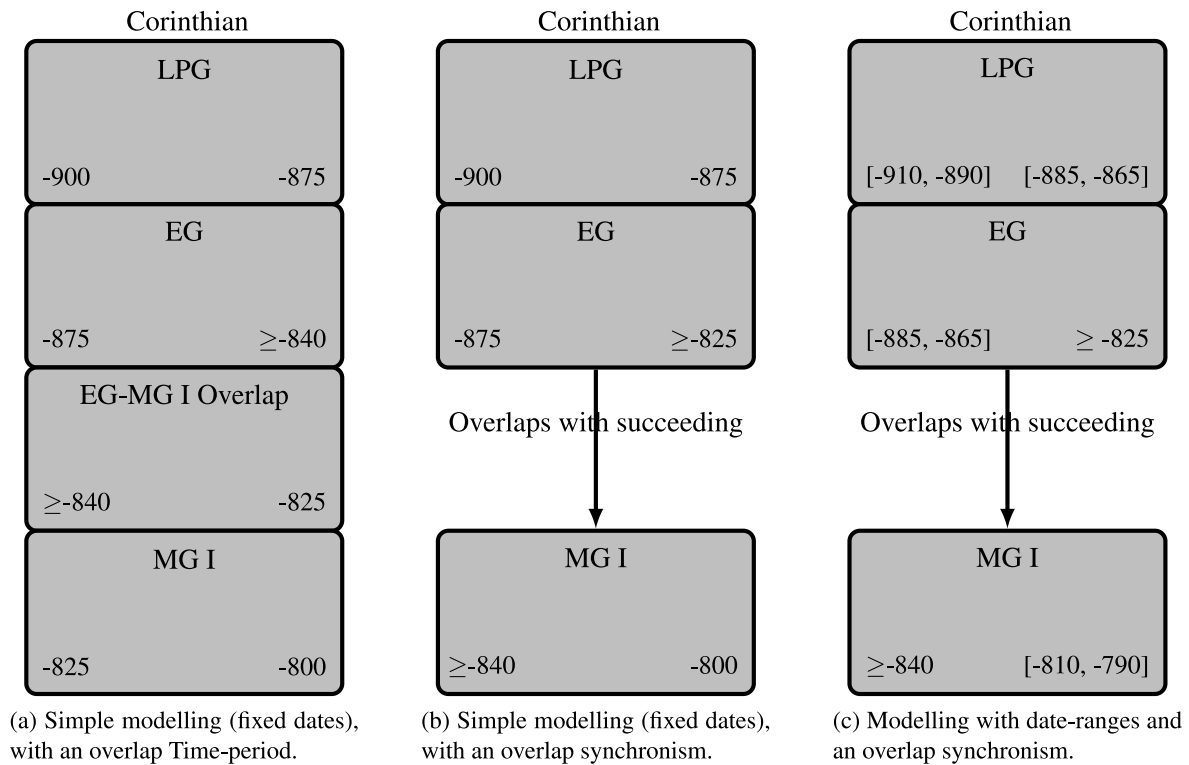 Corinthian
LPG
-900 -875
EG
-875 ≥-840
EG-MG I Overlap
≥-840 -825
MG I
-825 -800
(a) Simple modelling (fixed dates),
with an overlap Time-period.
Corinthian
LPG
-900 -875
EG
-875 ≥-825
Overlaps with succeeding
MG I
≥-840 -800
(b) Simple modelling (fixed dates),
with an overlap synchronism.
Corinthian
LPG
[-910, -890] [-885, -865]
EG
[-885, -865] ≥ -825
Overlaps with succeeding
MG I
≥-840 [-810, -790]
(c) Modelling with date-ranges and
an overlap synchronism.